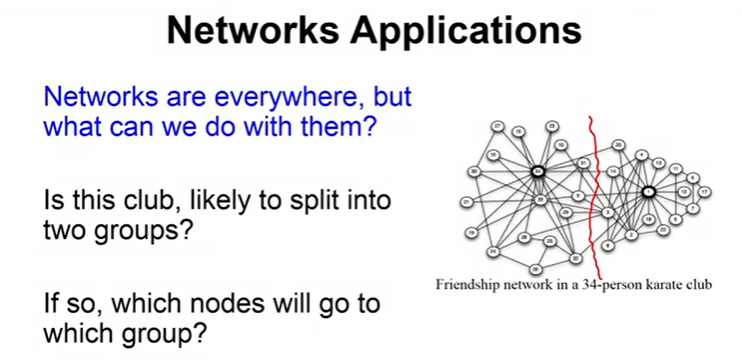 Networks Applications
Networks are everywhere, but
what can we do with them?
Is this club, likely to split into
two groups?
If so, which nodes will go to
which group?
Friendship network in a 34-person karate club